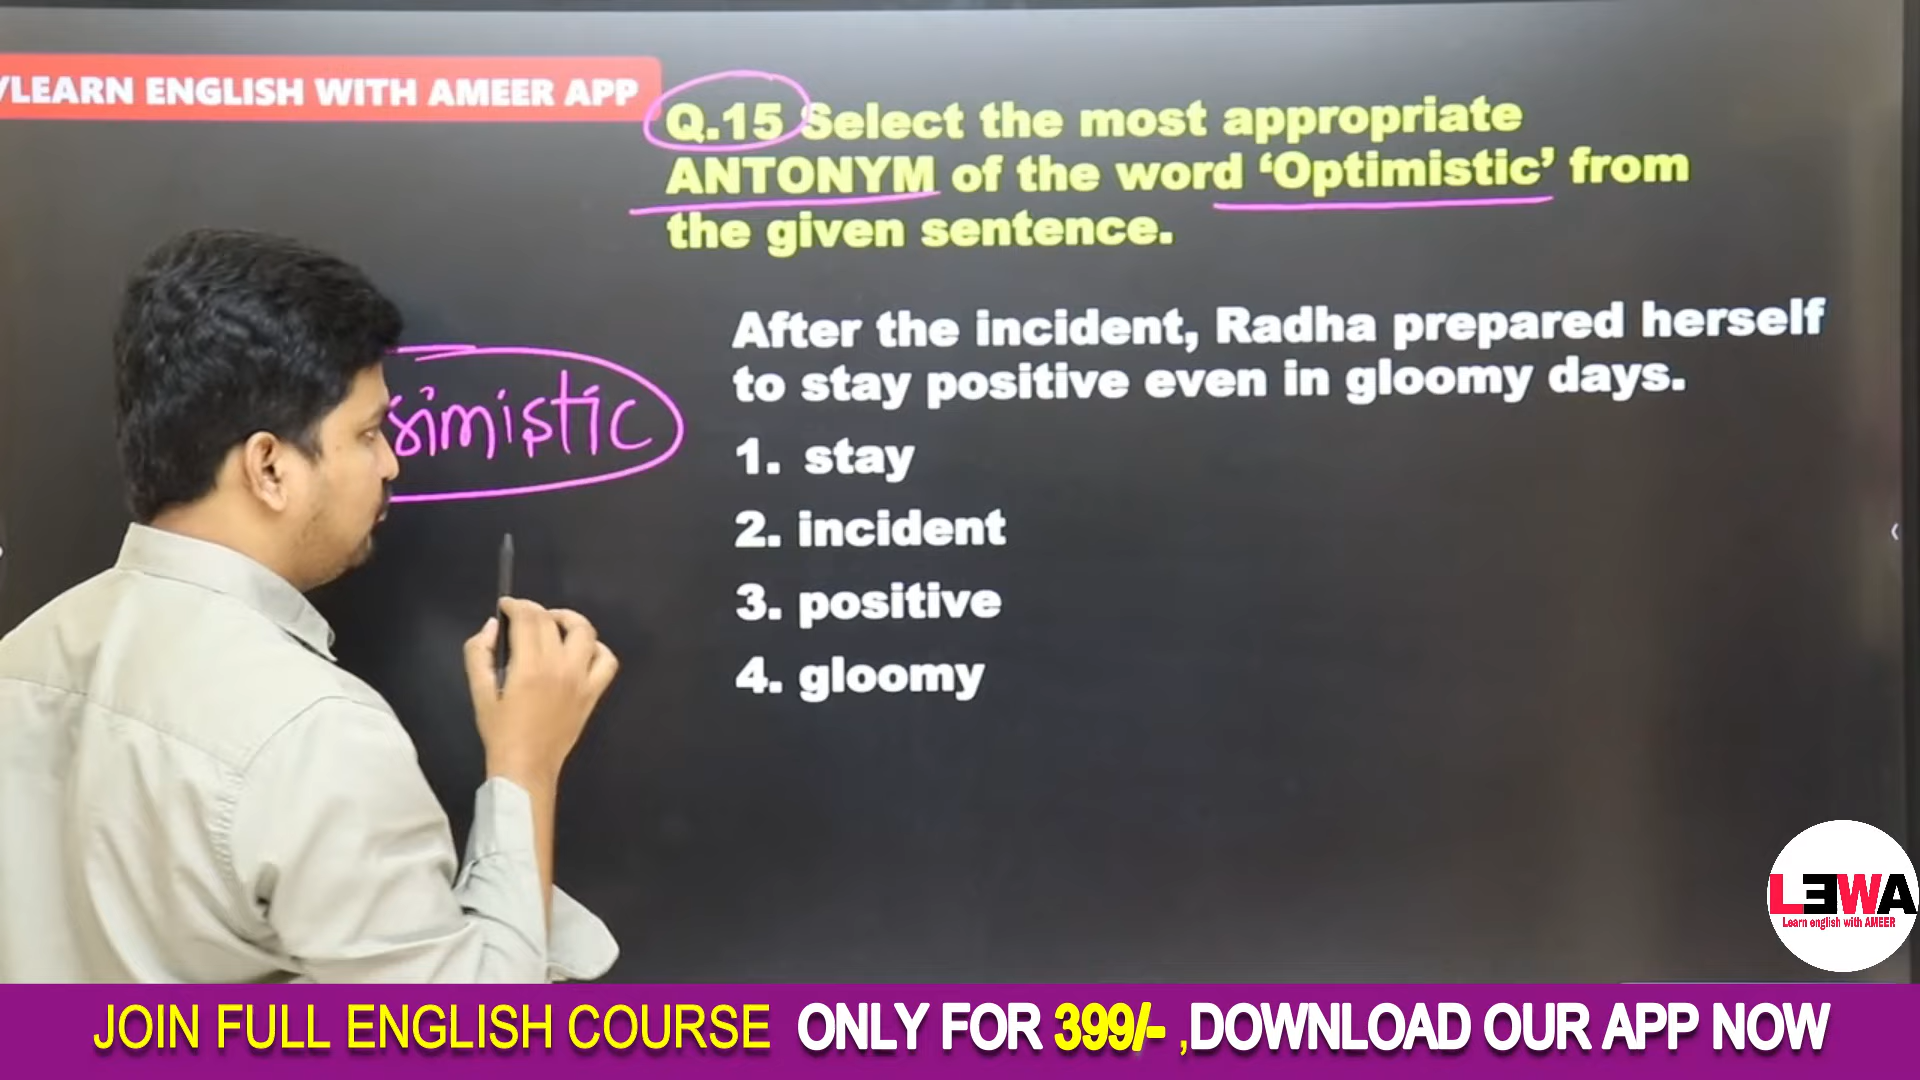 /LEARN ENGLISH WITH AMEER APP
Q.15 Select the most appropriate
ANTONYM of the word ‘Optimistic’ from
the given sentence.
After the incident, Radha prepared herself
to stay positive even in gloomy days.
simistic
1. stay
2. incident
3. positive
4. gloomy
LEWA
Learn english with AMEER
JOIN FULL ENGLISH COURSE ONLY FOR 399/- ,DOWNLOAD OUR APP NOW